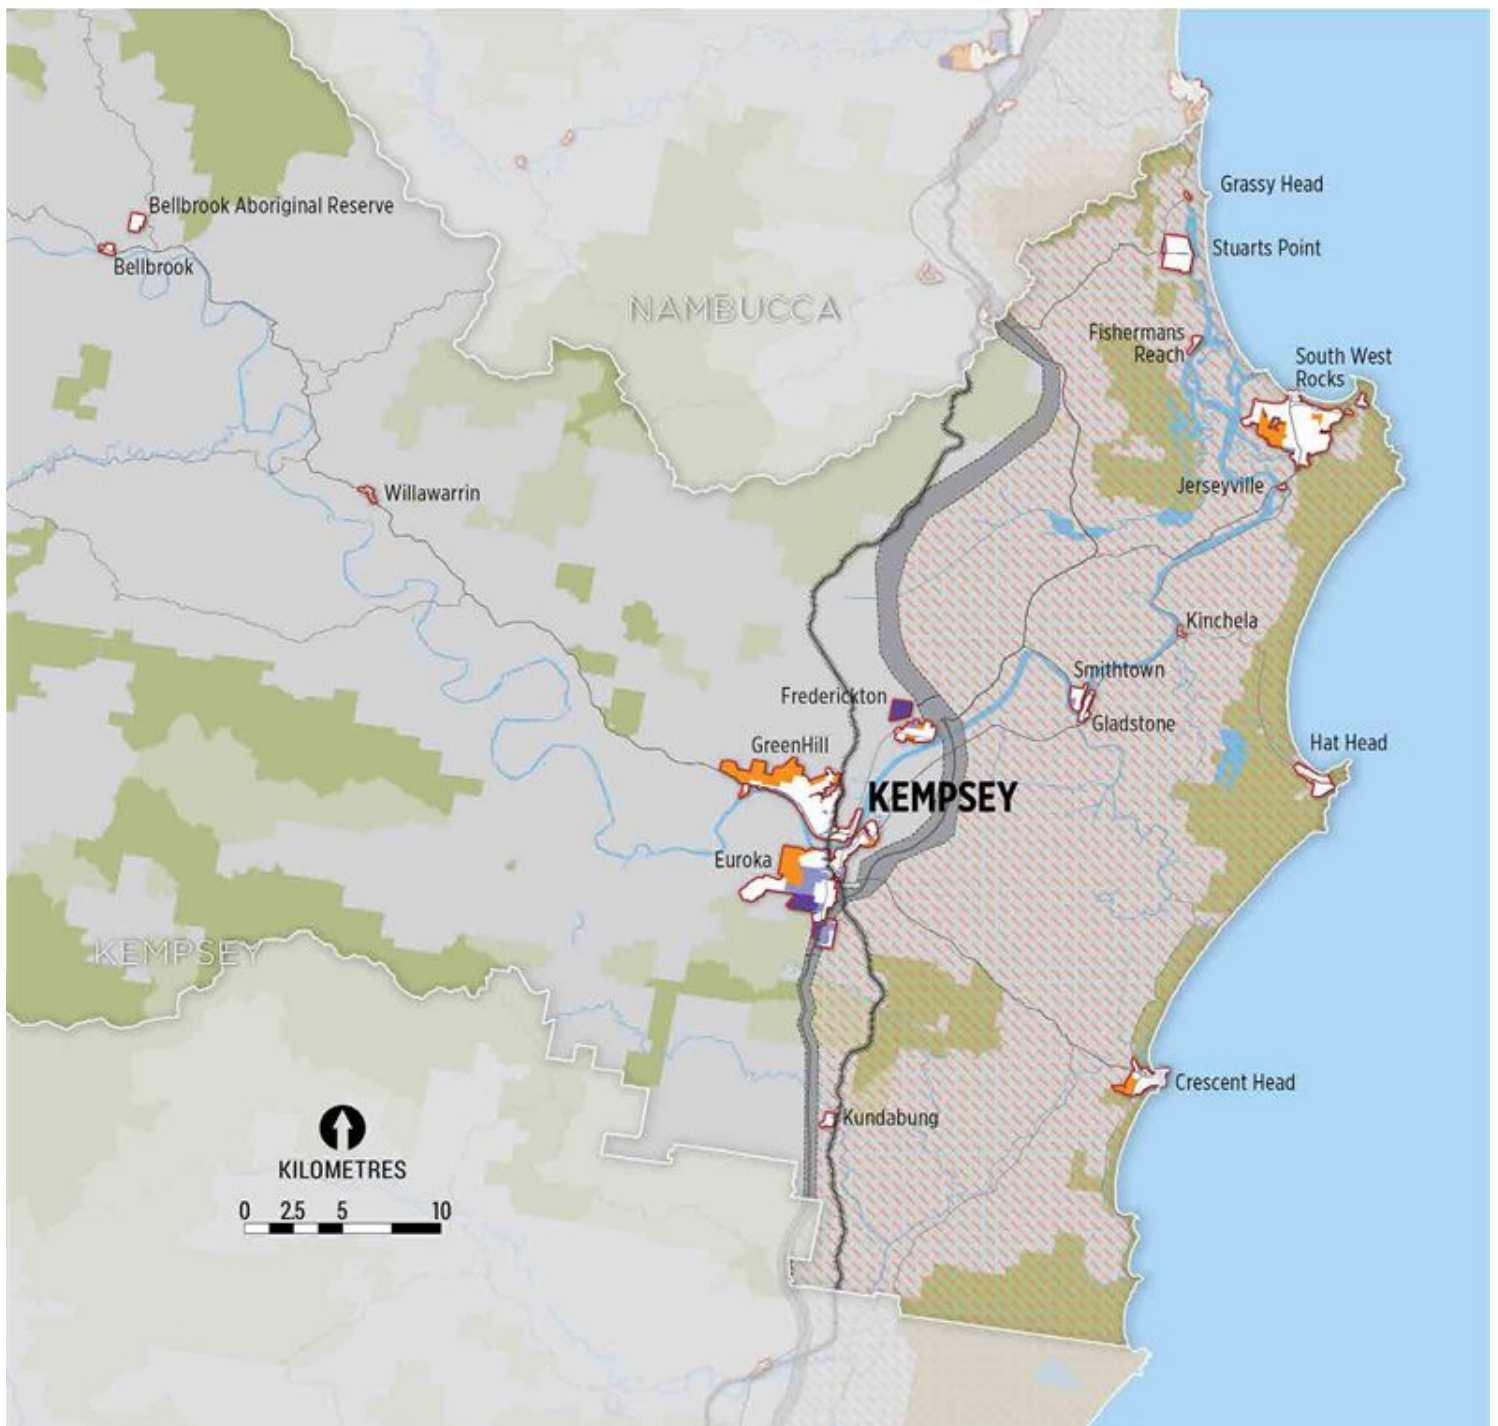 Grassy Head
Bellbrook Aboriginal Reserve
Stuarts Point
Bellbrook
NAMBUCCA
Fishermans
Reach
South West
Rocks
Jerseyville
Willawarrin
Kinchela
Smithtown
Frederickton
Gladstone
GreenHill
Hat Head
KEMPSEY
Euroka
KEMPSEY
Crescent Head
Kundabung
KILOMETRES
0 2.5 5 10